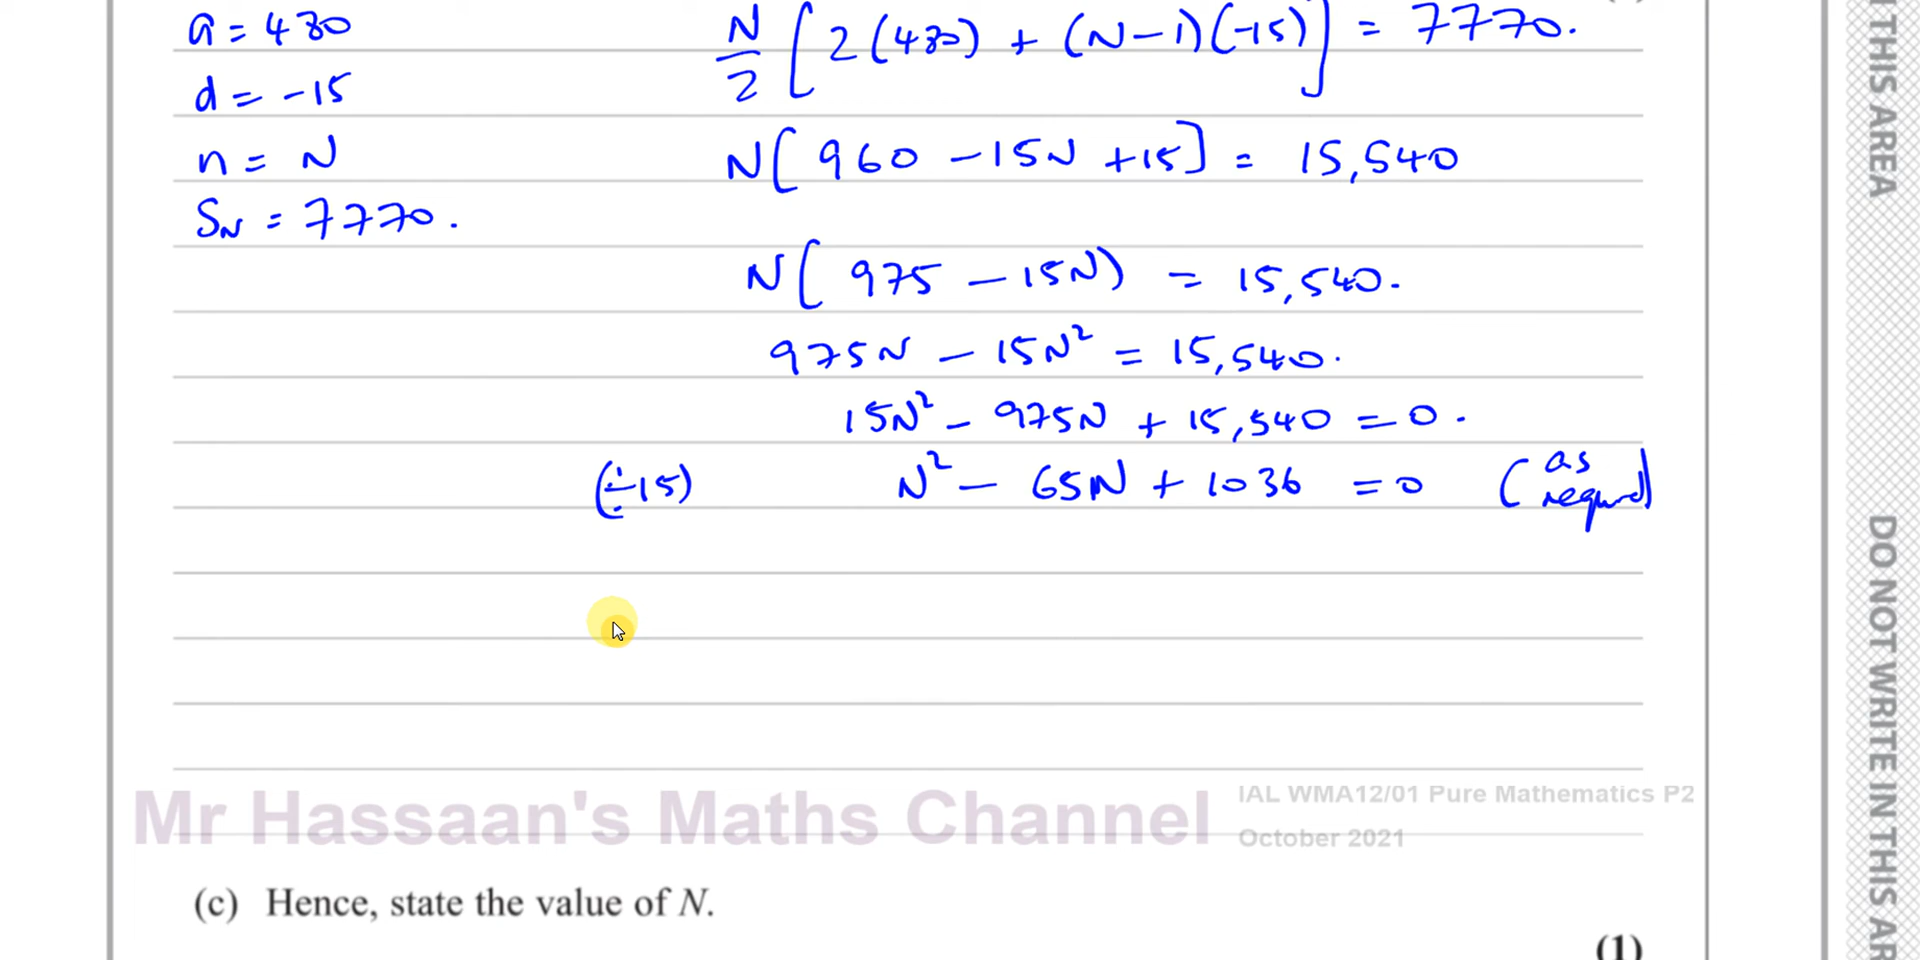 a = 480
N/2 [2(480) + (N-1)(-15)] = 7770.
d = -15
n = N
N[960 - 15N + 15] = 15,540
S_N = 7770.
N(975 - 15N) = 15,540.
975N - 15N² = 15,540.
15N² - 975N + 15,540 = 0.
(÷15) N² - 65N + 1036 = 0 (as required)
Mr Hassaan's Maths Channel
IAL WMA12/01 Pure Mathematics P2
October 2021
(c) Hence, state the value of N.
(1)
THIS AREA
DO NOT WRITE IN THIS AR